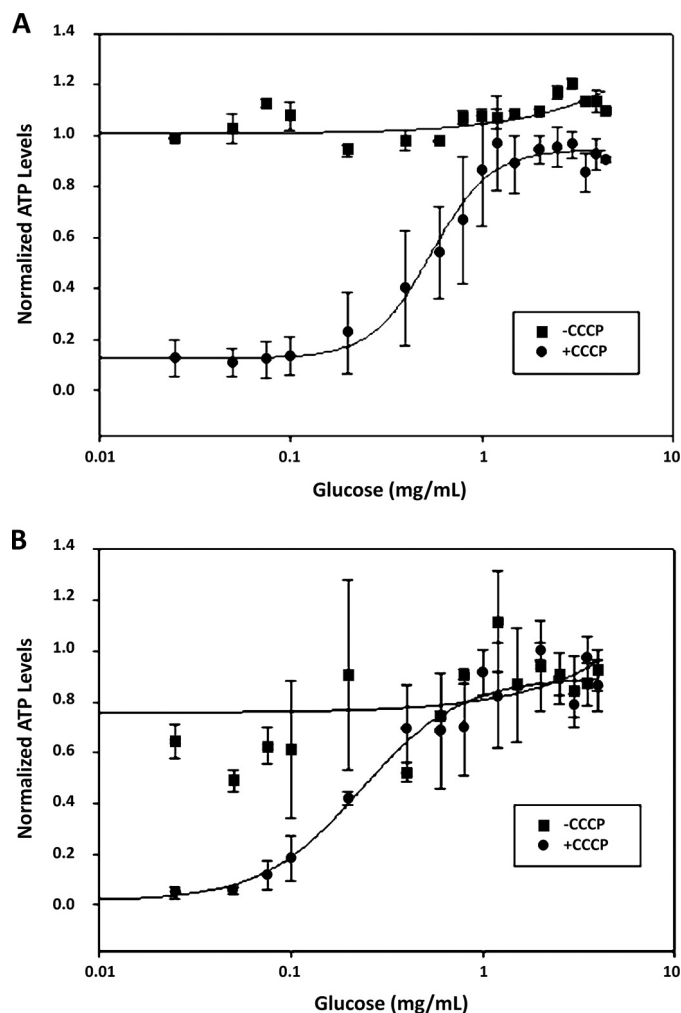 A
1.4
1.2
1.0
0.8
0.6
0.4
0.2
0.0
Normalized ATP Levels
-CCCP
+CCCP
0.01 0.1 1 10
Glucose (mg/mL)
B
1.4
1.2
1.0
0.8
0.6
0.4
0.2
0.0
Normalized ATP Levels
-CCCP
+CCCP
0.01 0.1 1 10
Glucose (mg/mL)